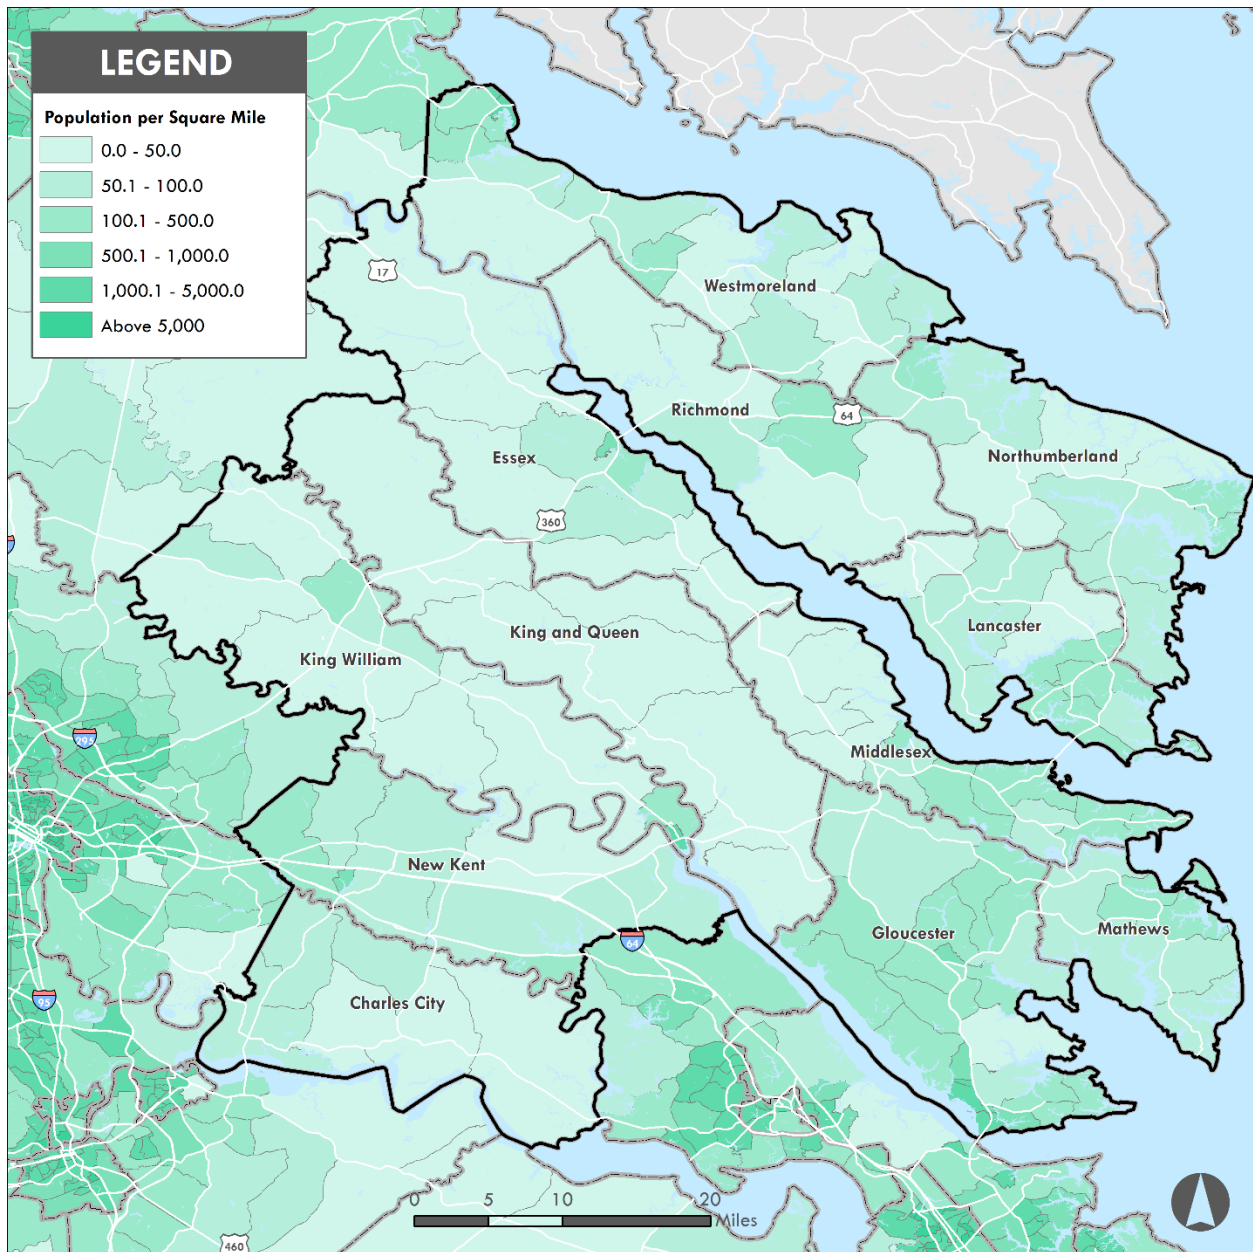 LEGEND
Population per Square Mile
0.0 - 50.0
50.1 - 100.0
100.1 - 500.0
500.1 - 1,000.0
1,000.1 - 5,000.0
Above 5,000
17
Westmoreland
Richmond
64
Essex
Northumberland
360
King and Queen
Lancaster
King William
295
Middlesex
New Kent
Gloucester
Mathews
64
95
Charles City
0 5 10 20
Miles
460